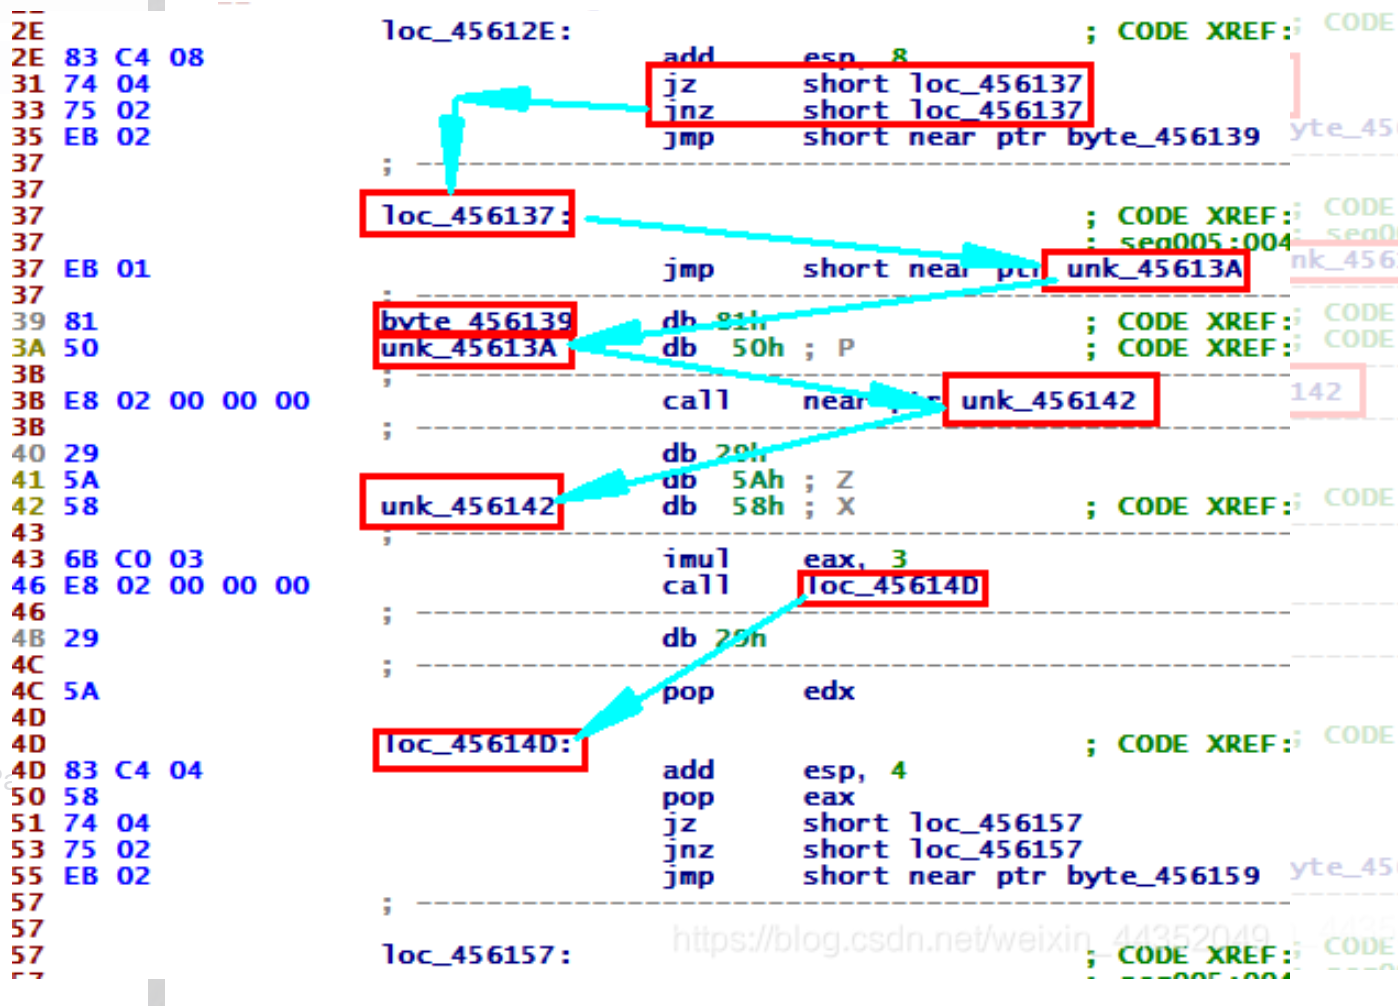 2E loc_45612E: ; CODE XREF: ; CODE
2E 83 C4 08 add esp, 8
31 74 04 jz short loc_456137
33 75 02 jnz short loc_456137
35 EB 02 jmp short near ptr byte_456139 yte_45
37 ; ------------------------------------------------
37
37 loc_456137: ; CODE XREF: ; CODE
37 ; seg005:004 seg0
37 EB 01 jmp short near ptr unk_45613A nk_456
37 ; ------------------------------------------------
39 81 byte_456139 db 81h ; CODE XREF: ; CODE
3A 50 unk_45613A db 50h ; P ; CODE XREF: ; CODE
3B ; ------------------------------------------------
3B E8 02 00 00 00 call near ptr unk_456142 142
3B ; ------------------------------------------------
40 29 db 29h
41 5A db 5Ah ; Z
42 58 unk_456142 db 58h ; X ; CODE XREF: ; CODE
43 ; ------------------------------------------------
43 6B C0 03 imul eax, 3
46 E8 02 00 00 00 call loc_45614D
46 ; ------------------------------------------------
4B 29 db 29h
4C ; ------------------------------------------------
4C 5A pop edx
4D
4D loc_45614D: ; CODE XREF: ; CODE
4D 83 C4 04 add esp, 4
50 58 pop eax
51 74 04 jz short loc_456157
53 75 02 jnz short loc_456157
55 EB 02 jmp short near ptr byte_456159 yte_45
57 ; ------------------------------------------------
57
57 loc_456157: ; CODE XREF: ; CODE
https://blog.csdn.net/weixin_44352049